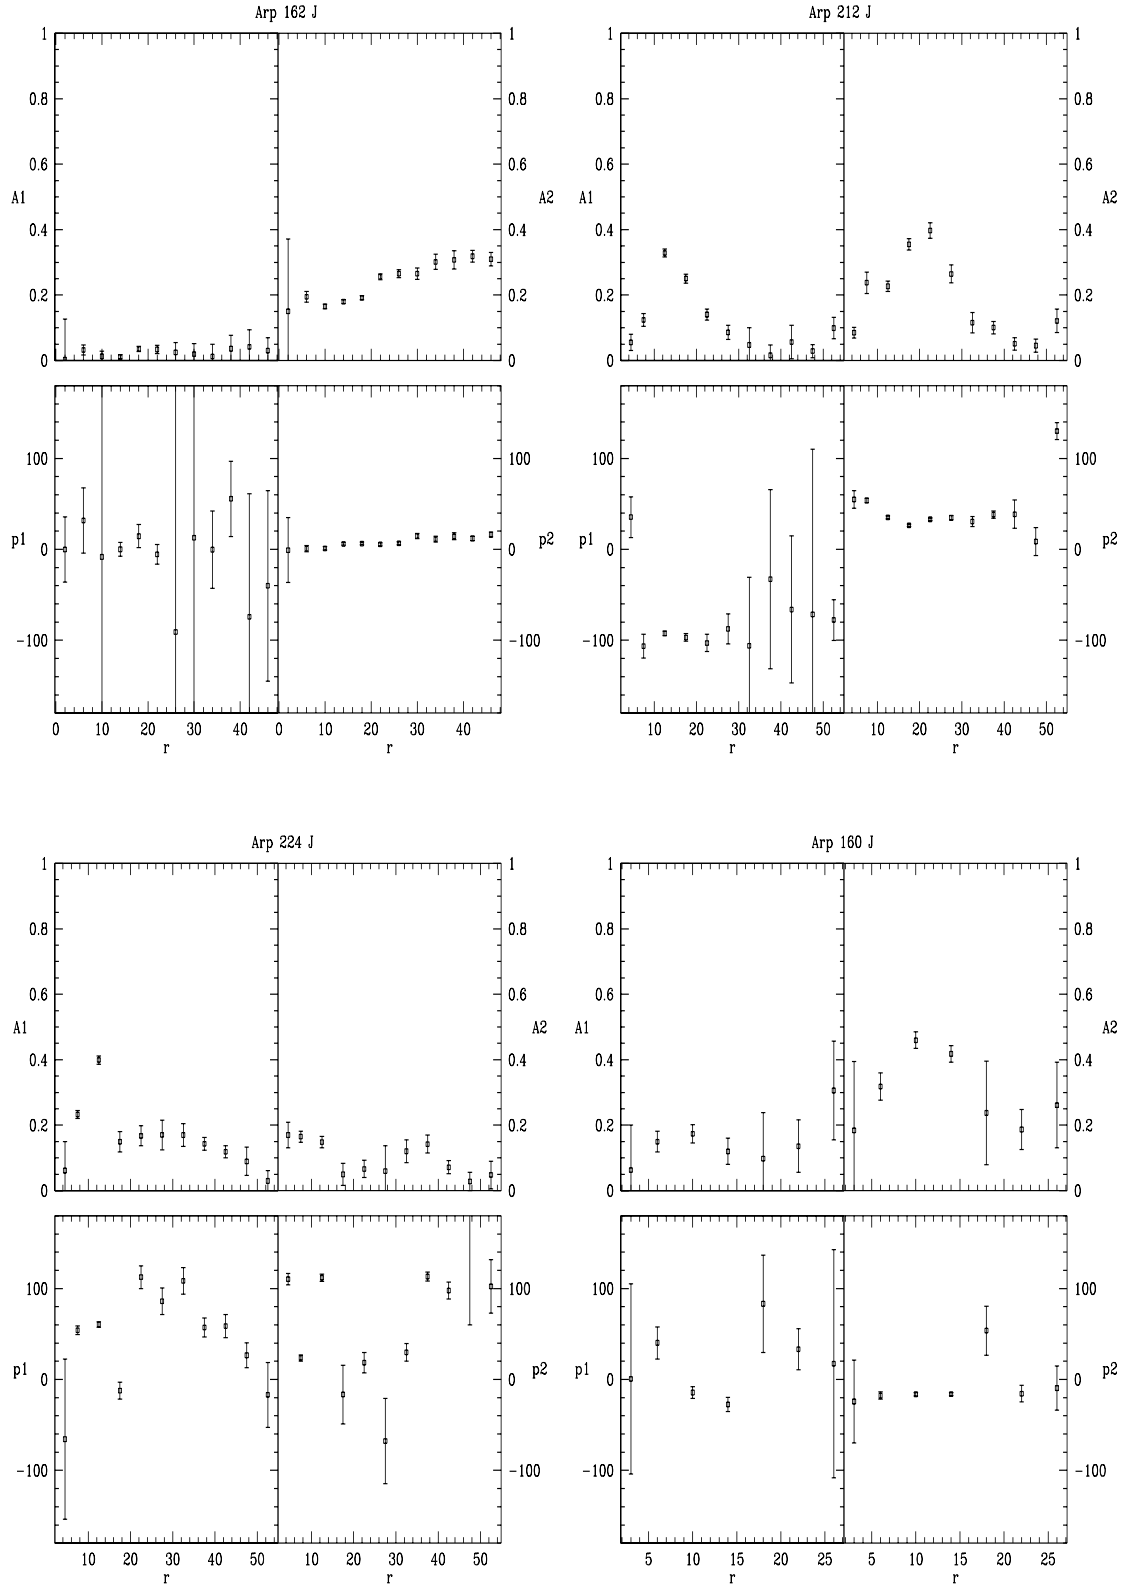 Arp 162 J
Arp 212 J
1 1 1 1
0.8 0.8 0.8 0.8
0.6 0.6 0.6 0.6
A1 A2 A1 A2
0.4 0.4 0.4 0.4
0.2 0.2 0.2 0.2
0 0 0 0
100 100 100 100
p1 0 0 p2 p1 0 0 p2
-100 -100 -100 -100
0 10 20 30 40 0 10 20 30 40 10 20 30 40 50 10 20 30 40 50
r r r r
Arp 224 J
Arp 160 J
1 1 1 1
0.8 0.8 0.8 0.8
0.6 0.6 0.6 0.6
A1 A2 A1 A2
0.4 0.4 0.4 0.4
0.2 0.2 0.2 0.2
0 0 0 0
100 100 100 100
p1 0 0 p2 p1 0 0 p2
-100 -100 -100 -100
10 20 30 40 50 10 20 30 40 50 5 10 15 20 25 5 10 15 20 25
r r r r